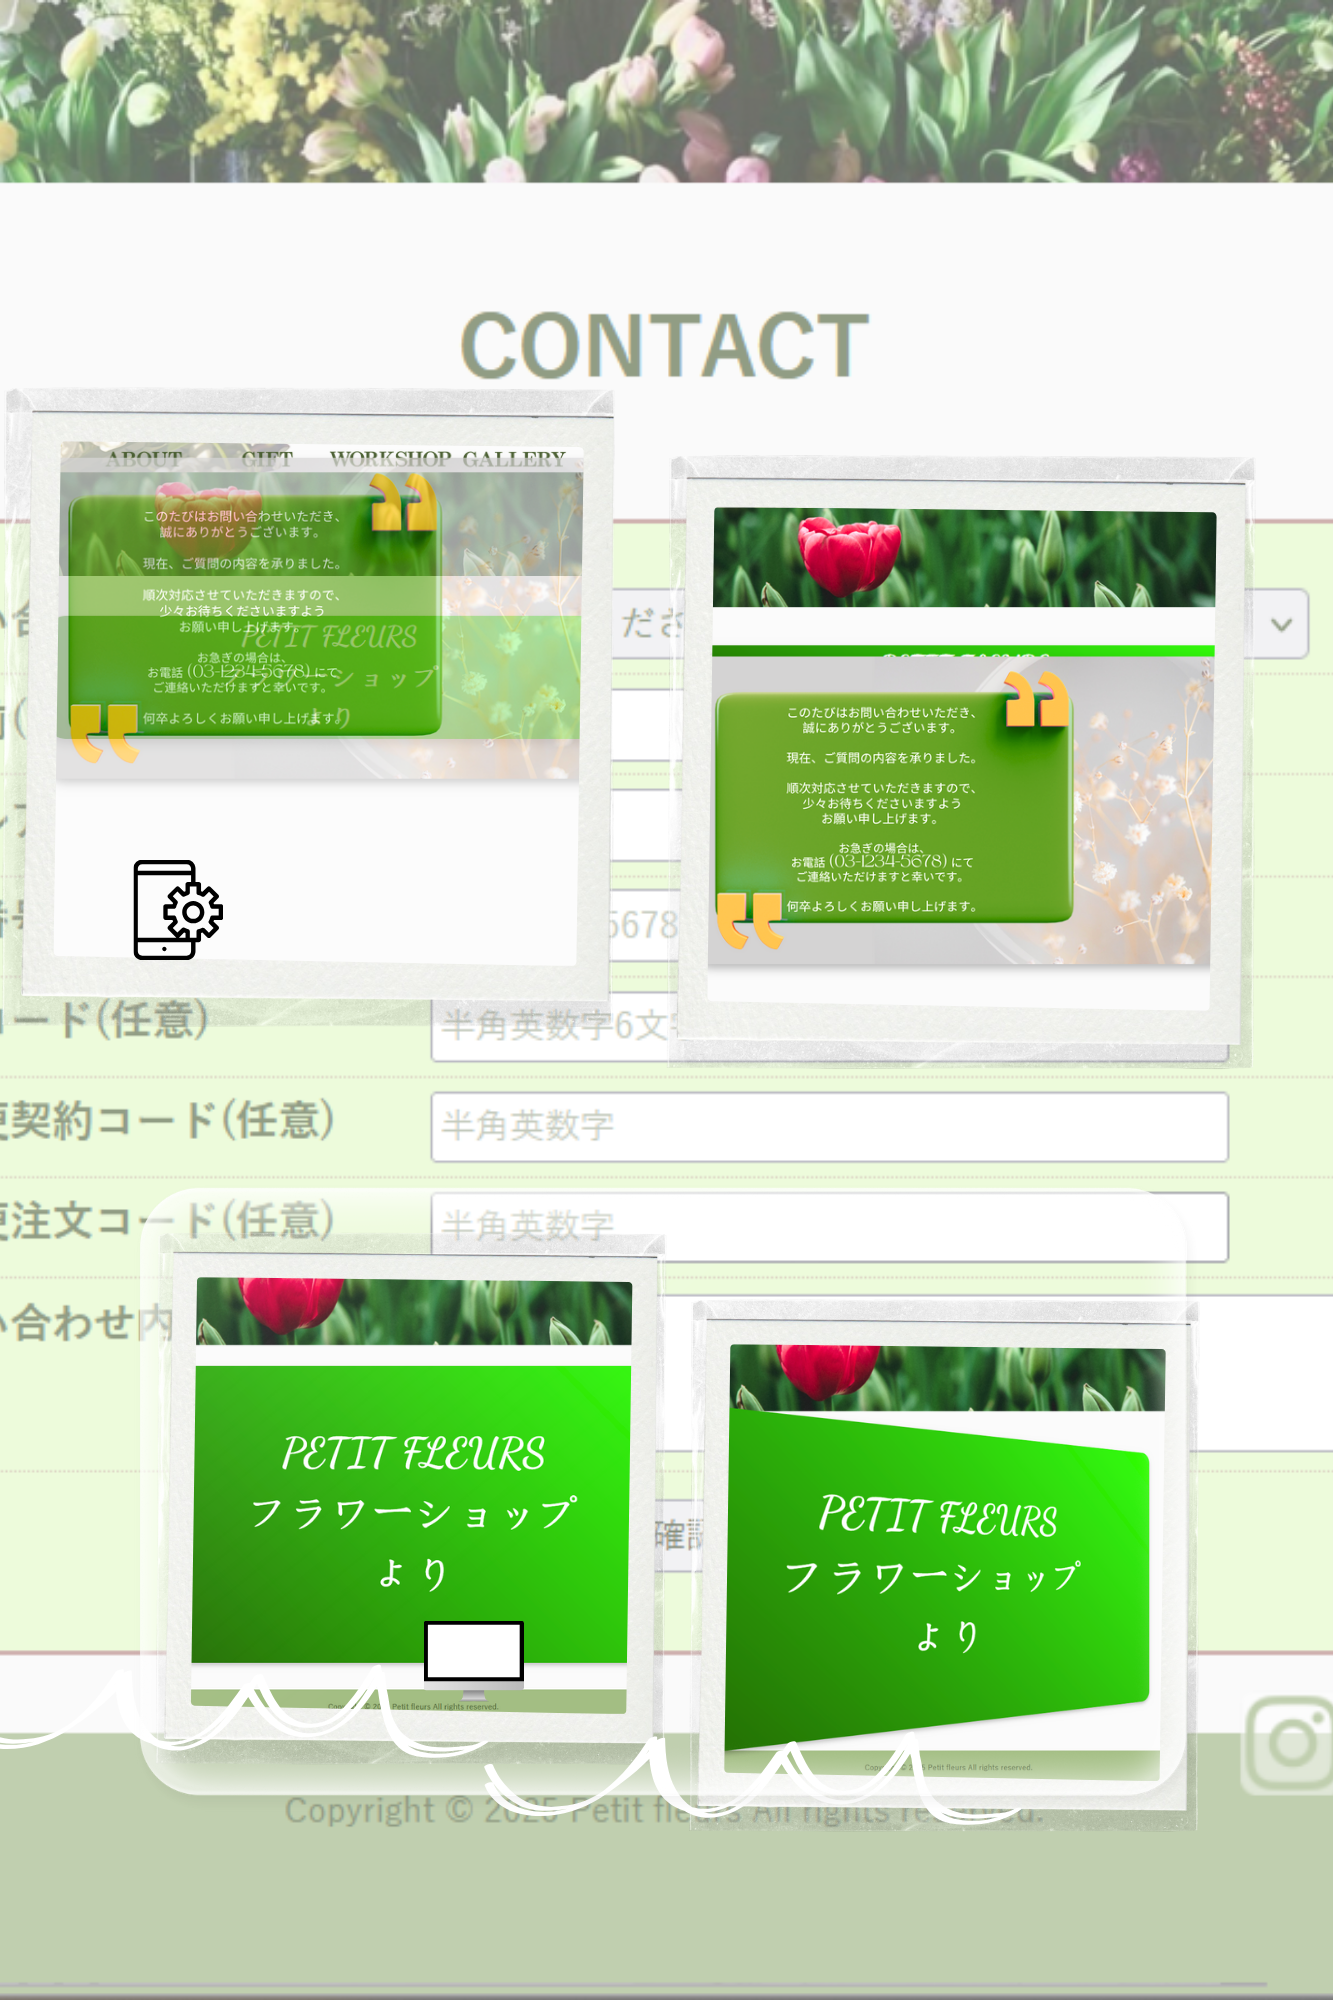 CONTACT
ABOUT GIFT WORKSHOP GALLERY
このたびはお問い合わせいただき、
誠にありがとうございます。
現在、ご質問の内容を承りました。
順次対応させていただきますので、
少々お待ちくださいますよう
お願い申し上げます。
お急ぎの場合は、
お電話 (03-1234-5678) にて
ご連絡いただけますと幸いです。
何卒よろしくお願い申し上げます。
PETIT FLEURS
フラワーショップ
より
このたびはお問い合わせいただき、
誠にありがとうございます。
現在、ご質問の内容を承りました。
順次対応させていただきますので、
少々お待ちくださいますよう
お願い申し上げます。
お急ぎの場合は、
お電話 (03-1234-5678) にて
ご連絡いただけますと幸いです。
何卒よろしくお願い申し上げます。
ださ
5678
コード(任意)
半角英数字6文
契約コード(任意)
半角英数字
注文コード(任意)
半角英数字
い合わせ内
PETIT FLEURS
フラワーショップ
より
Copyright © 2025 Petit fleurs All rights reserved.
PETIT FLEURS
フラワーショップ
より
Copyright © 2025 Petit fleurs All rights reserved.
確認
Copyright © 2025 Petit fleurs All rights reserved.